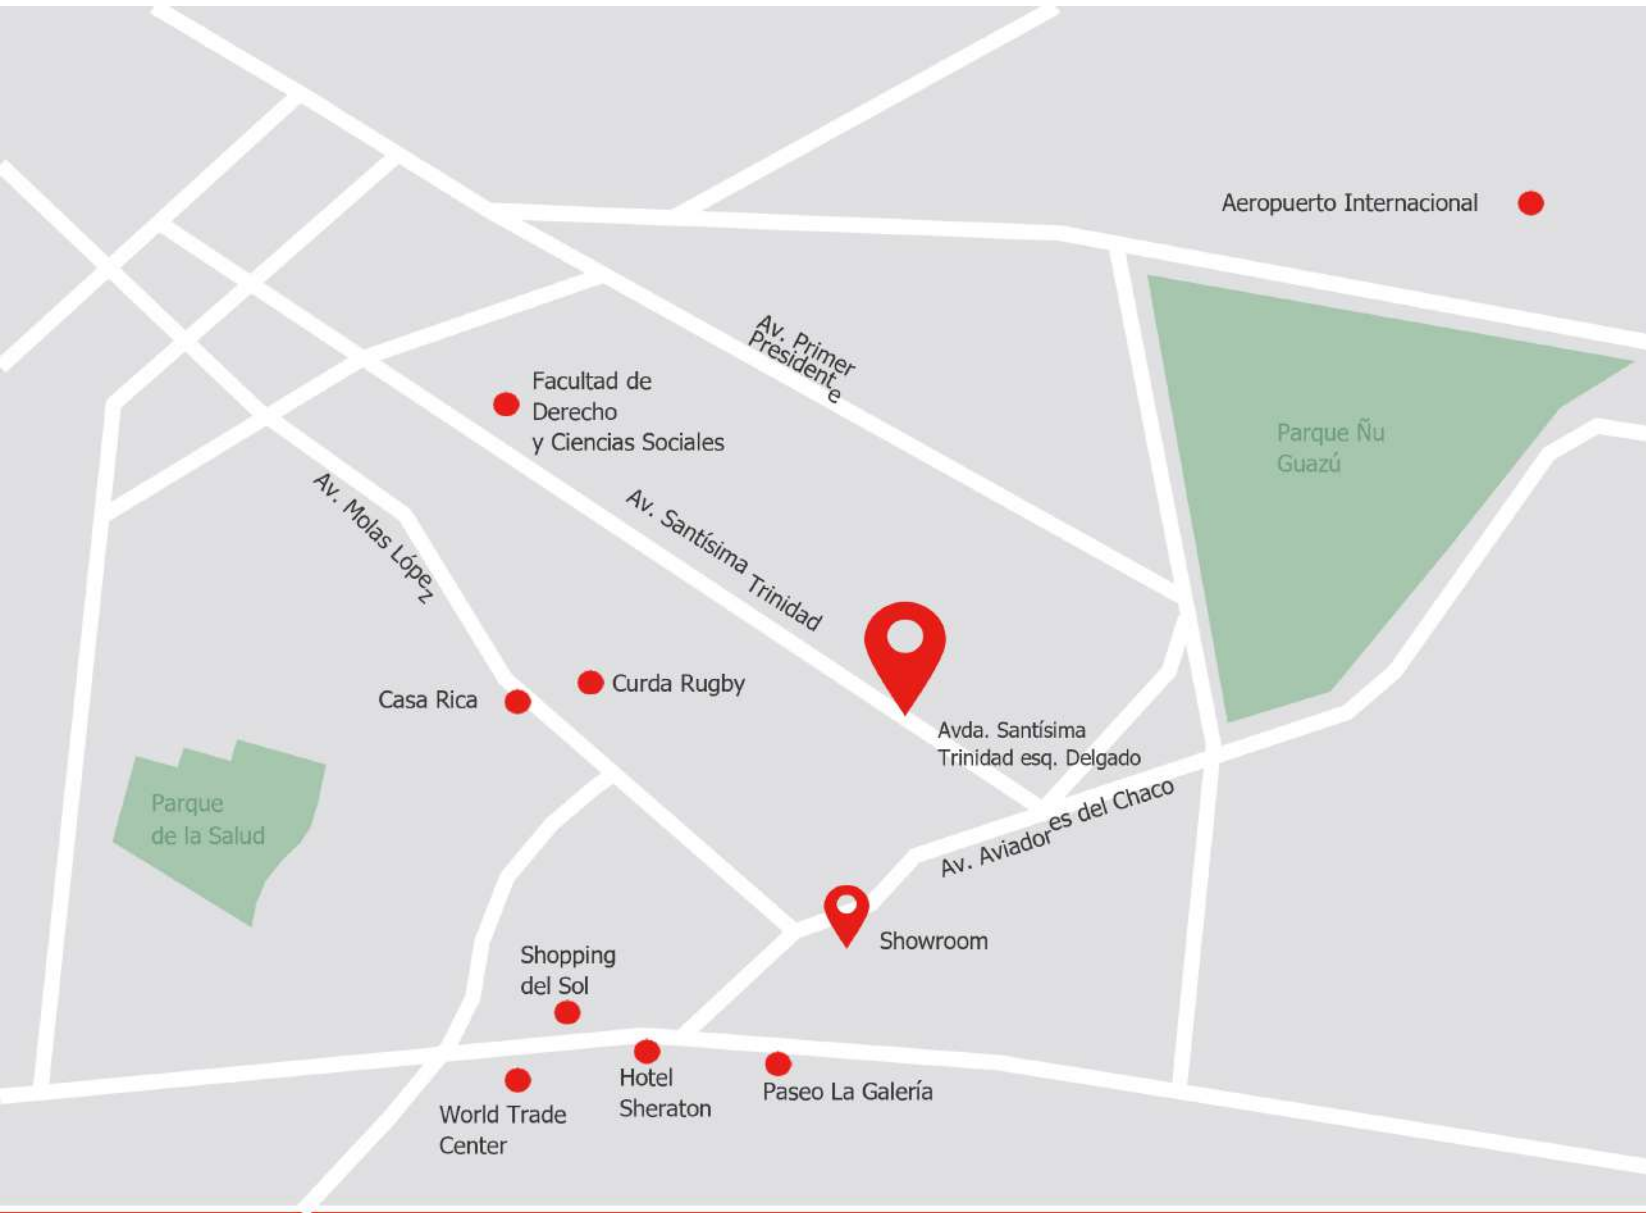 Aeropuerto Internacional
Av. Primer
Presidente
Facultad de
Derecho
y Ciencias Sociales
Parque Ñu
Guazú
Av. Molas López
Av. Santísima Trinidad
Casa Rica
Curda Rugby
Avda. Santísima
Trinidad esq. Delgado
Parque
de la Salud
Av. Aviadores del Chaco
Showroom
Shopping
del Sol
Hotel
Sheraton
Paseo La Galería
World Trade
Center